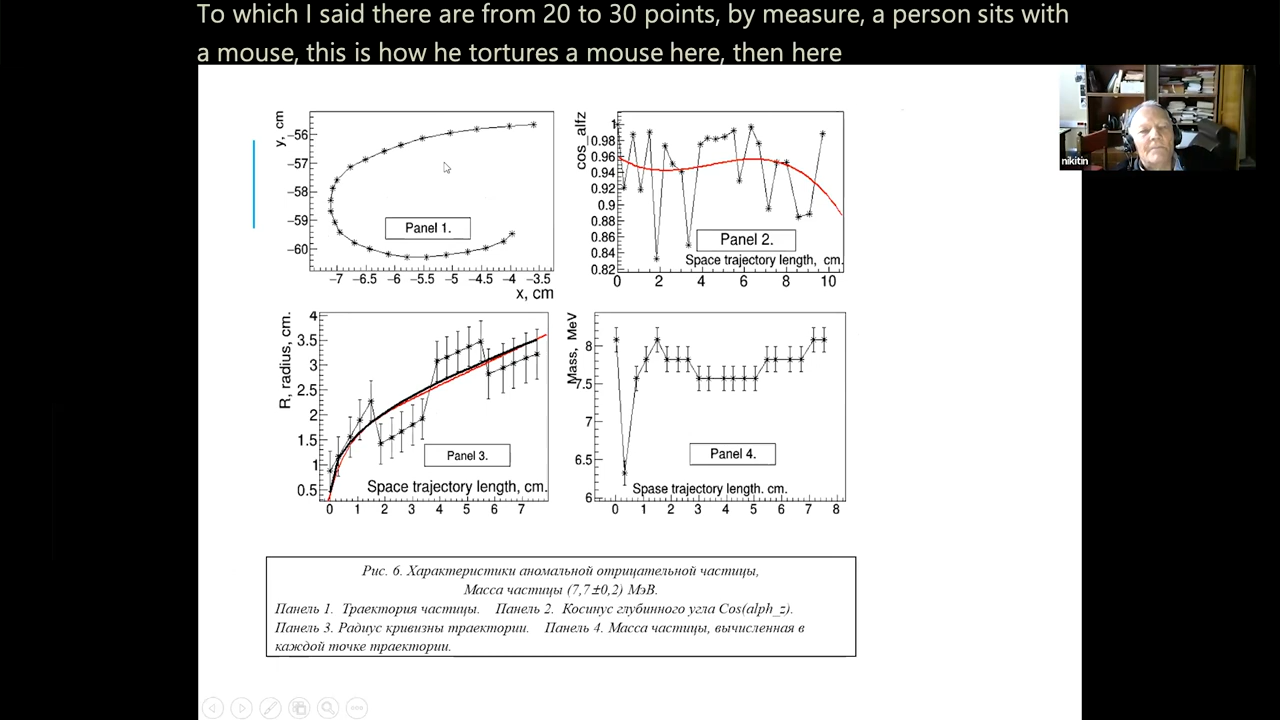 To which I said there are from 20 to 30 points, by measure, a person sits with
a mouse, this is how he tortures a mouse here, then here
nikitin
y, cm
−56
−57
−58
−59
−60
Panel 1.
−7 −6.5 −6 −5.5 −5 −4.5 −4 −3.5
x, cm
cos_alfz
1
0.98
0.96
0.94
0.92
0.9
0.88
0.86
0.84
0.82
Panel 2.
Space trajectory length, cm.
0 2 4 6 8 10
R, radius, cm.
4
3.5
3
2.5
2
1.5
1
0.5
Panel 3.
Space trajectory length, cm.
0 1 2 3 4 5 6 7
Mass, MeV
8
7.5
7
6.5
6
Panel 4.
Spase trajectory length. cm.
0 1 2 3 4 5 6 7 8
Рис. 6. Характеристики аномальной отрицательной частицы,
Масса частицы (7,7±0,2) МэВ.
Панель 1. Траектория частицы. Панель 2. Косинус глубинного угла Cos(alph_z).
Панель 3. Радиус кривизны траектории. Панель 4. Масса частицы, вычисленная в
каждой точке траектории.